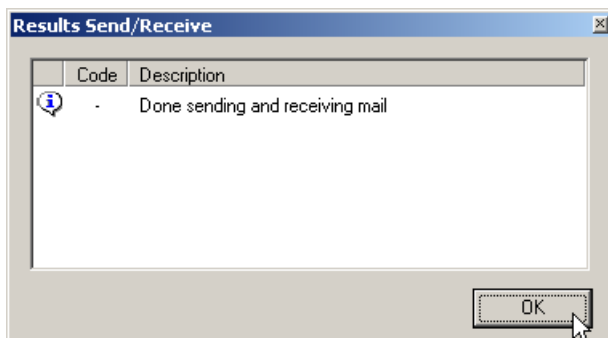 Results Send/Receive
Code Description
- Done sending and receiving mail
OK